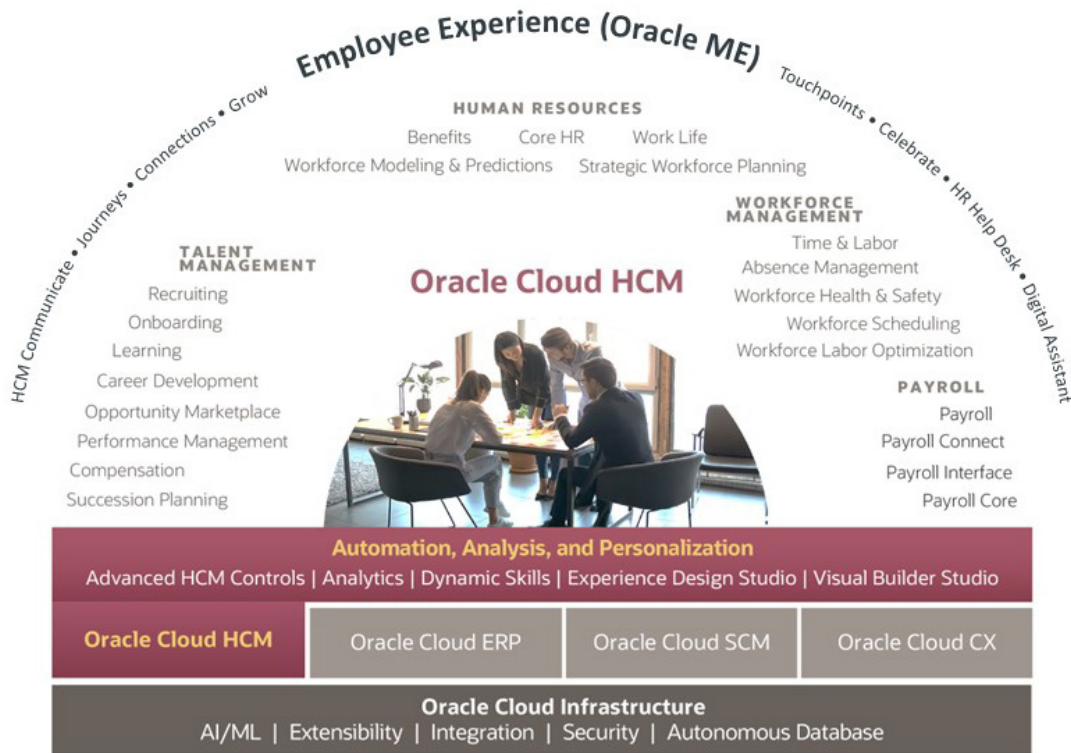 Employee Experience (Oracle ME)
HCM Communicate • Journeys • Connections • Grow
Touchpoints • Celebrate • HR Help Desk • Digital Assistant
HUMAN RESOURCES
Benefits Core HR Work Life
Workforce Modeling & Predictions Strategic Workforce Planning
TALENT
MANAGEMENT
Recruiting
Onboarding
Learning
Career Development
Opportunity Marketplace
Performance Management
Compensation
Succession Planning
Oracle Cloud HCM
WORKFORCE
MANAGEMENT
Time & Labor
Absence Management
Workforce Health & Safety
Workforce Scheduling
Workforce Labor Optimization
PAYROLL
Payroll
Payroll Connect
Payroll Interface
Payroll Core
Automation, Analysis, and Personalization
Advanced HCM Controls | Analytics | Dynamic Skills | Experience Design Studio | Visual Builder Studio
Oracle Cloud HCM
Oracle Cloud ERP
Oracle Cloud SCM
Oracle Cloud CX
Oracle Cloud Infrastructure
AI/ML | Extensibility | Integration | Security | Autonomous Database